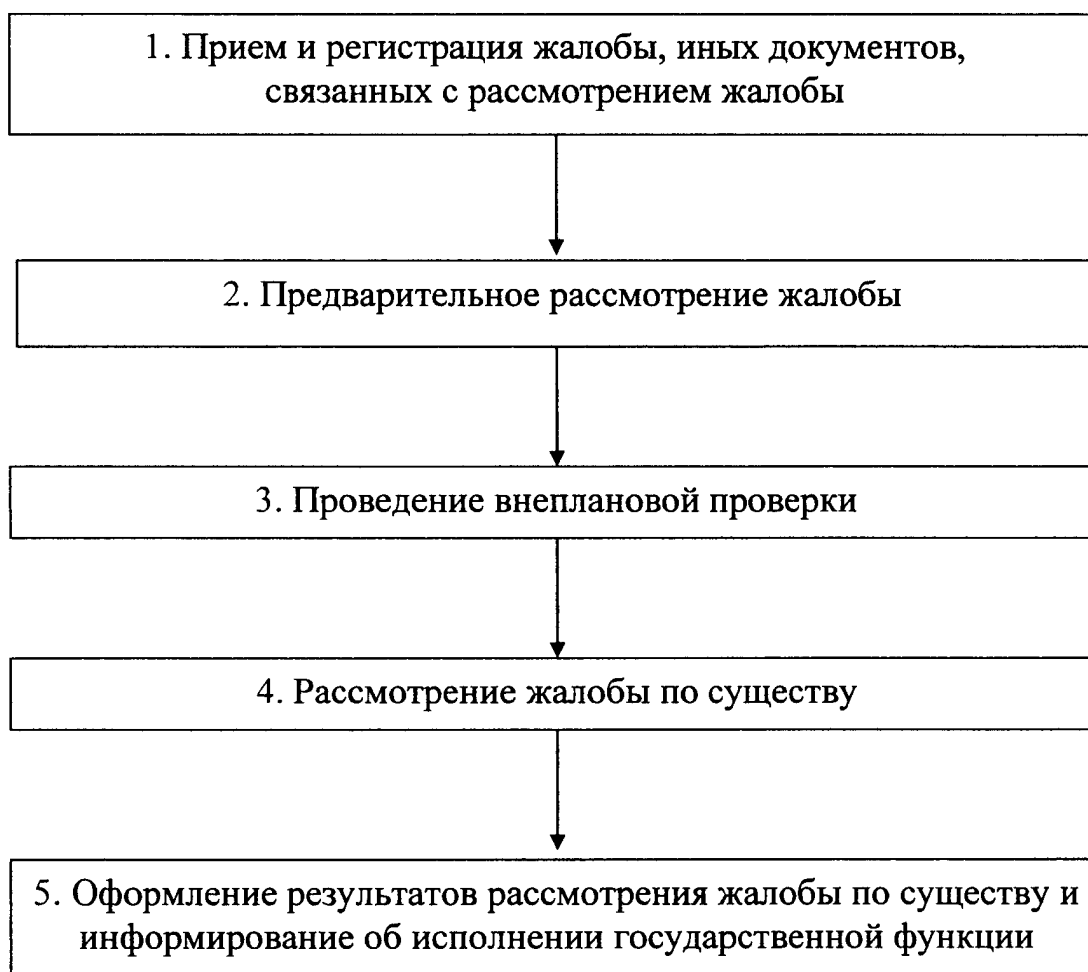 1. Прием и регистрация жалобы, иных документов,
связанных с рассмотрением жалобы
2. Предварительное рассмотрение жалобы
3. Проведение внеплановой проверки
4. Рассмотрение жалобы по существу
5. Оформление результатов рассмотрения жалобы по существу и
информирование об исполнении государственной функции